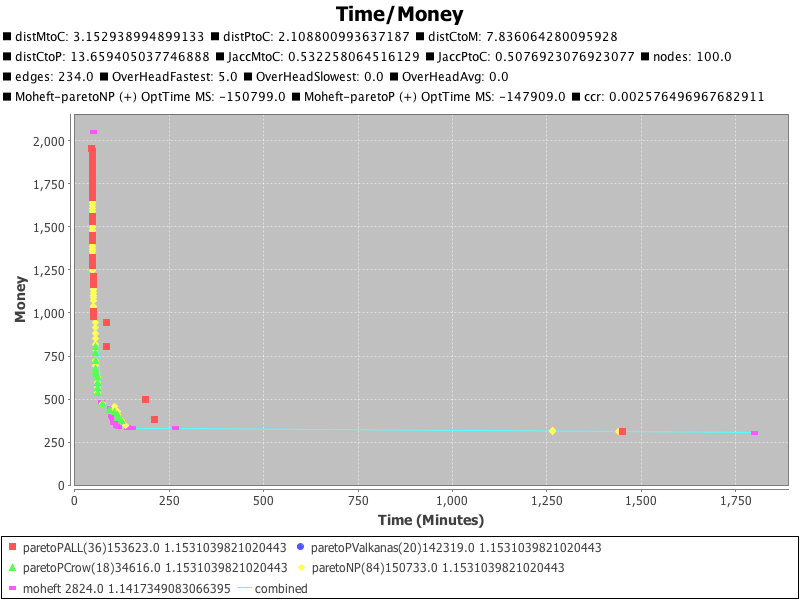 Time/Money
distMtoC: 3.152938994899133 distPtoC: 2.108800993637187 distCtoM: 7.836064280095928
distCtoP: 13.659405037746888 JaccMtoC: 0.532258064516129 JaccPtoC: 0.5076923076923077 nodes: 100.0
edges: 234.0 OverHeadFastest: 5.0 OverHeadSlowest: 0.0 OverHeadAvg: 0.0
Moheft-paretoNP (+) OptTime MS: -150799.0 Moheft-paretoP (+) OptTime MS: -147909.0 ccr: 0.002576496967682911
2,000
1,750
1,500
1,250
1,000
750
500
250
0
Money
0 250 500 750 1,000 1,250 1,500 1,750
Time (Minutes)
paretoPALL(36)153623.0 1.1531039821020443 paretoPValkanas(20)142319.0 1.1531039821020443
paretoPCrow(18)34616.0 1.1531039821020443 paretoNP(84)150733.0 1.1531039821020443
moheft 2824.0 1.1417349083066395 combined